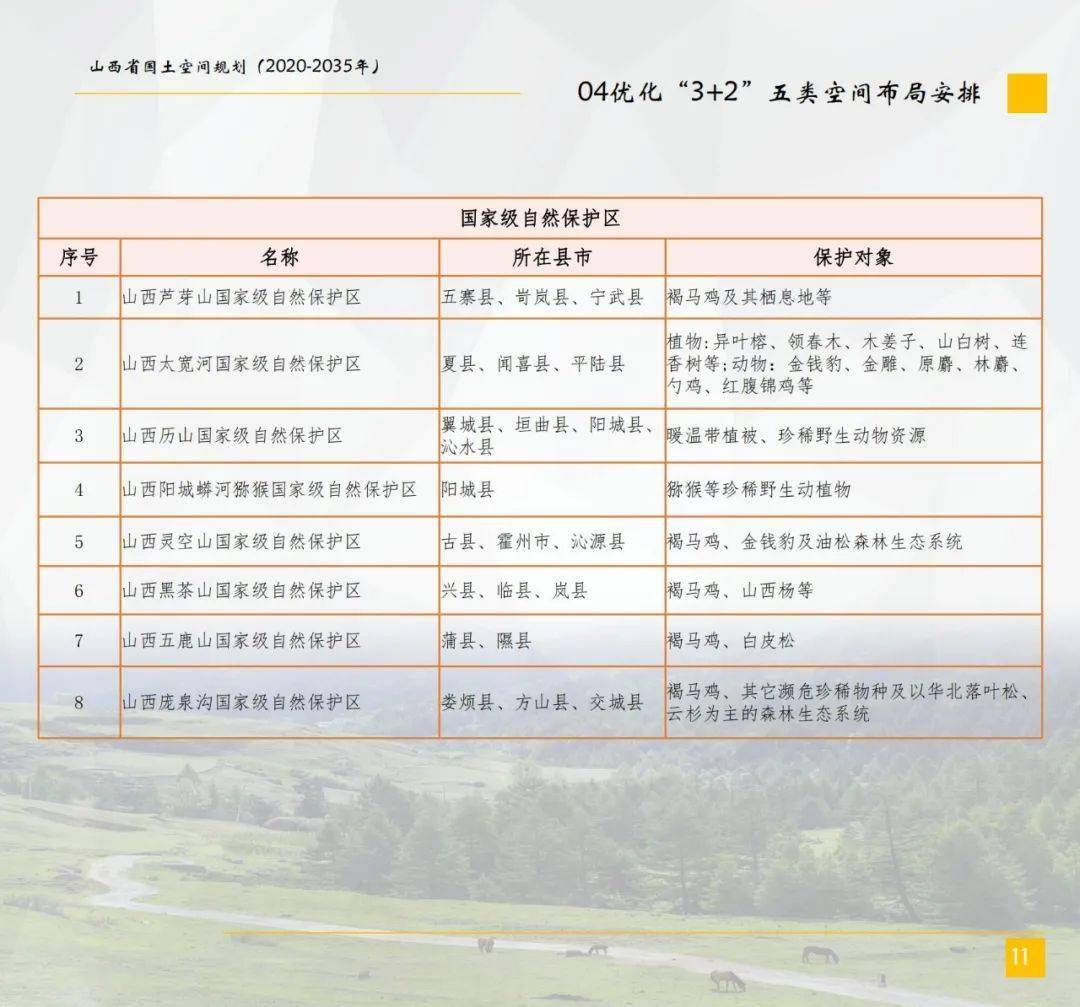 山西省国土空间规划（2020-2035年）
04优化“3+2”五类空间布局安排
国家级自然保护区
序号 名称 所在县市 保护对象
1 山西芦芽山国家级自然保护区 五寨县、岢岚县、宁武县 褐马鸡及其栖息地等
2 山西太宽河国家级自然保护区 夏县、闻喜县、平陆县 植物:异叶榕、领春木、木姜子、山白树、连
香树等;动物：金钱豹、金雕、原麝、林麝、
勺鸡、红腹锦鸡等
3 山西历山国家级自然保护区 翼城县、垣曲县、阳城县、
沁水县 暖温带植被、珍稀野生动物资源
4 山西阳城蟒河猕猴国家级自然保护区 阳城县 猕猴等珍稀野生动植物
5 山西灵空山国家级自然保护区 古县、霍州市、沁源县 褐马鸡、金钱豹及油松森林生态系统
6 山西黑茶山国家级自然保护区 兴县、临县、岚县 褐马鸡、山西杨等
7 山西五鹿山国家级自然保护区 蒲县、隰县 褐马鸡、白皮松
8 山西庞泉沟国家级自然保护区 娄烦县、方山县、交城县 褐马鸡、其它濒危珍稀物种及以华北落叶松、
云杉为主的森林生态系统
11